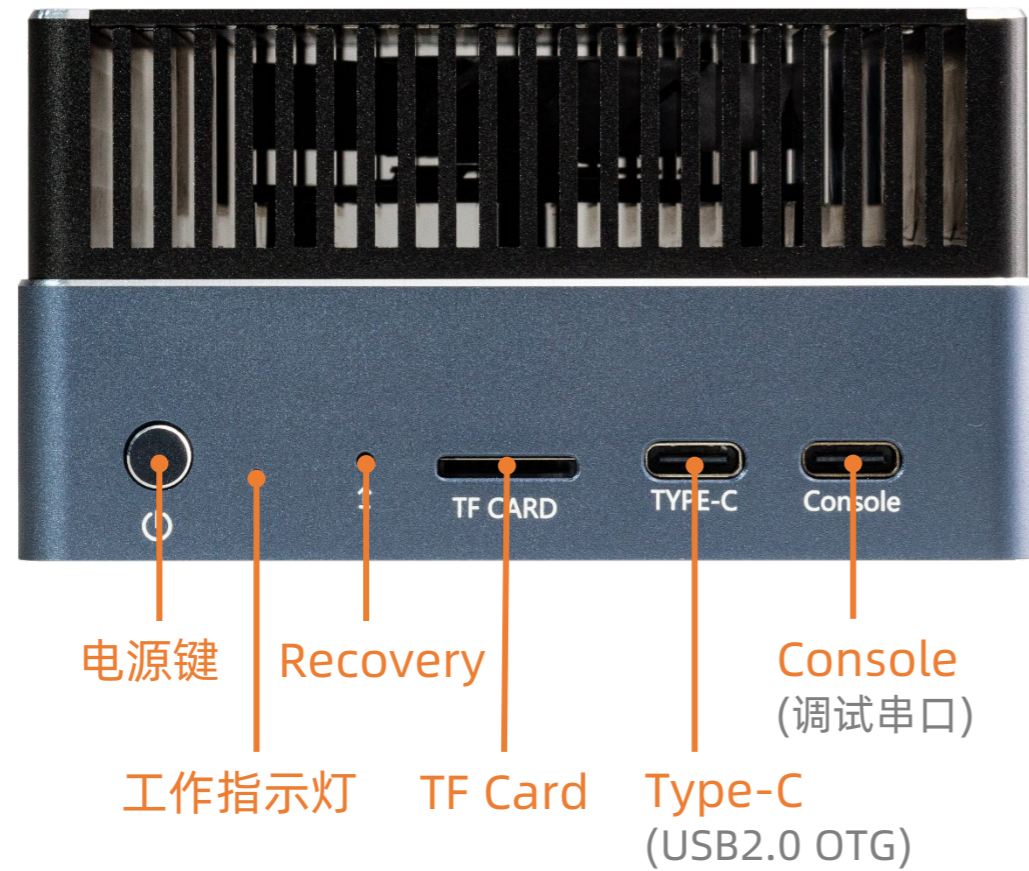 TF CARD
TYPE-C
Console
电源键
Recovery
Console
(调试串口)
工作指示灯
TF Card
Type-C
(USB2.0 OTG)